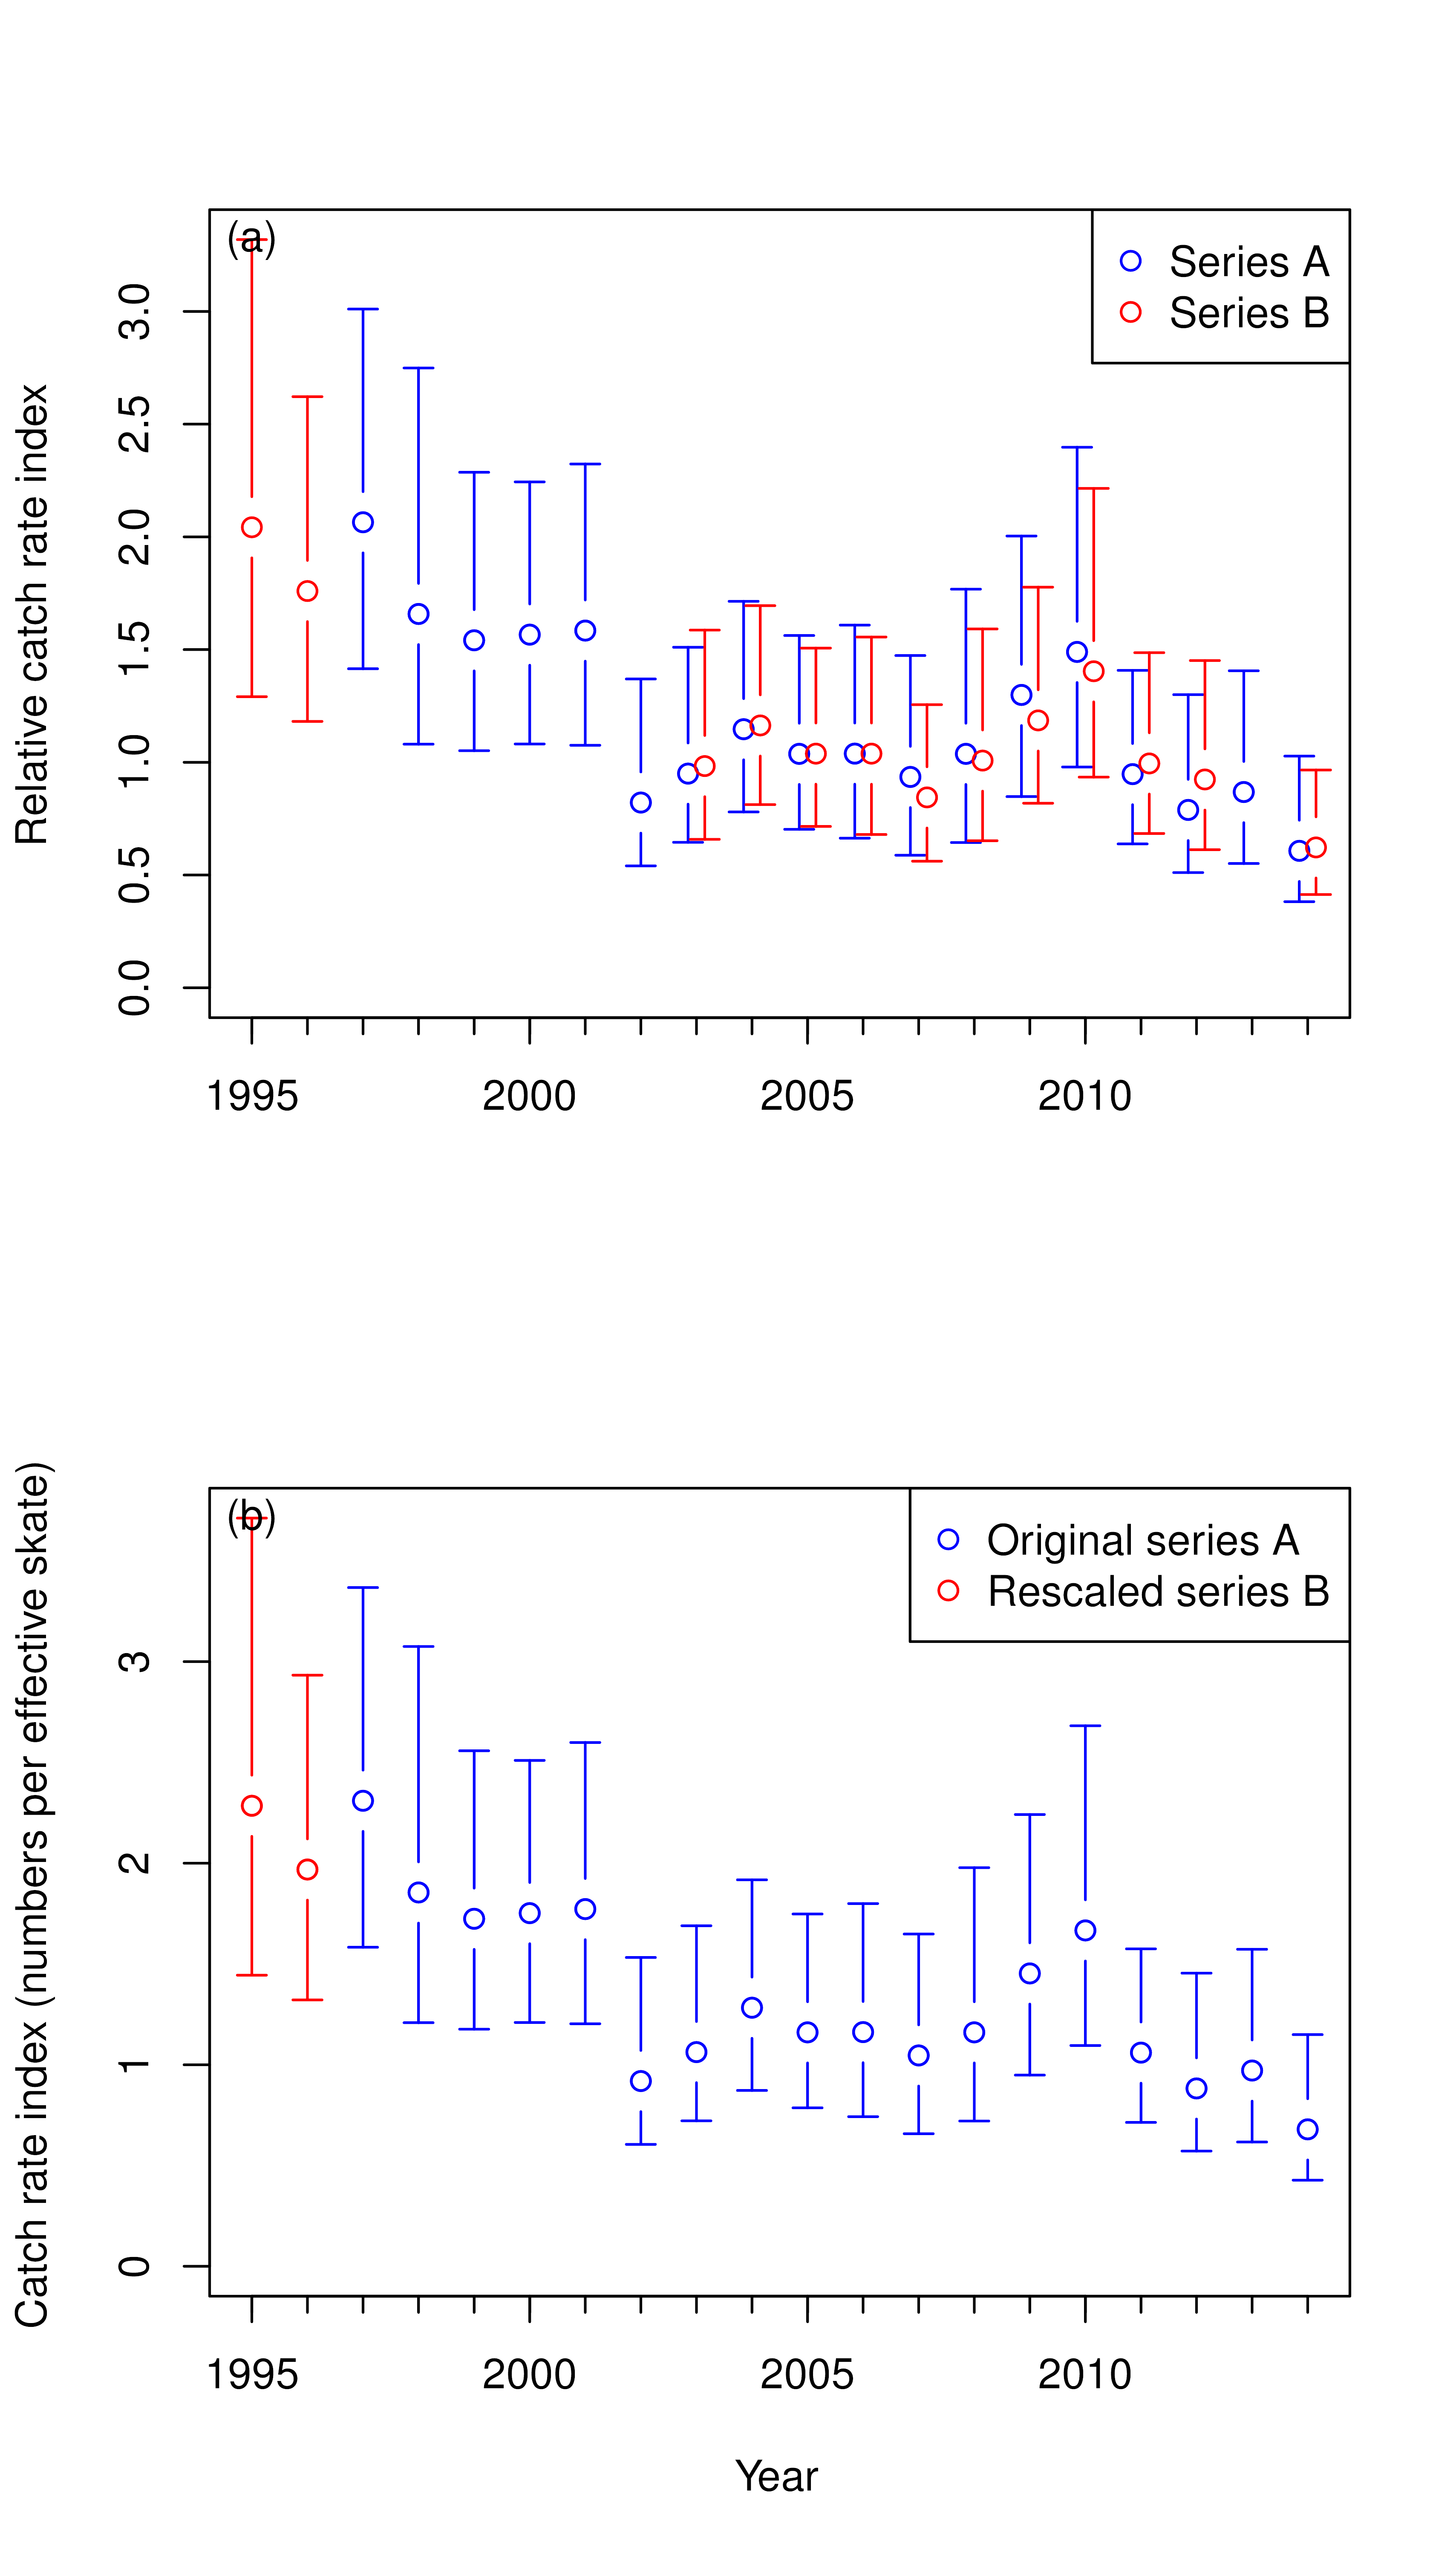 (a)
Series A
Series B
Relative catch rate index
3.0
2.5
2.0
1.5
1.0
0.5
0.0
1995 2000 2005 2010
(b)
Original series A
Rescaled series B
Catch rate index (numbers per effective skate)
3
2
1
0
1995 2000 2005 2010
Year